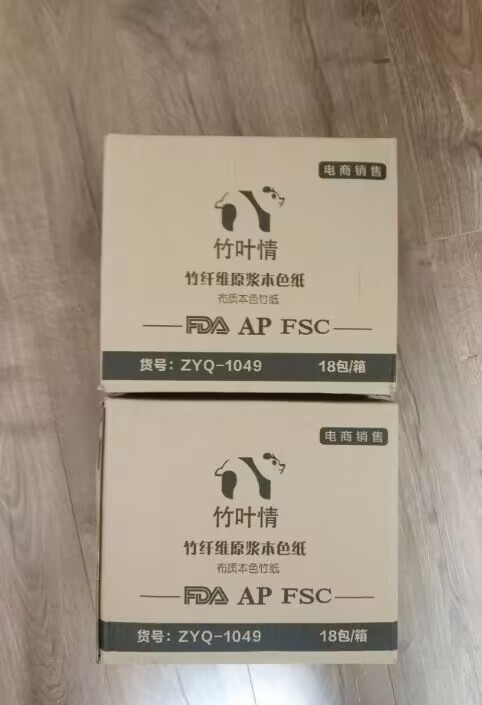 电商销售
竹叶情
竹纤维原浆本色纸
布质本色竹纸
FDA AP FSC
货号：ZYQ-1049 18包/箱
电商销售
竹叶情
竹纤维原浆本色纸
布质本色竹纸
FDA AP FSC
货号：ZYQ-1049 18包/箱